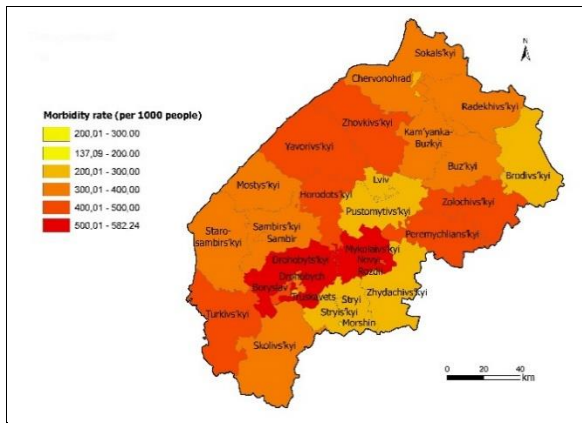 Sokals'kyi
N
Chervonohrad
Morbidity rate (per 1000 people)
200,01 - 300,00
137,09 - 200,00
200,01 - 300,00
300,01 - 400,00
400,01 - 500,00
500,01 - 582.24
Radekhivs'kyi
Zhovkivs'kyi
Kam'yanka-
Buz'kyi
Yavorivs'kyi
Buz'kyi
Brodivs'kyi
Mostys'kyi
Lviv
Horodots'kyi
Pustomytivs'kyi
Zolochivs'kyi
Staro-
sambirs'kyi
Sambirs'kyi
Sambir
Peremychlians'kyi
Mykolaivs'kyi
Novyi
Rozdil
Drohobyts'kyi
Drohobych
Boryslav
Truskavets
Zhydachivs'kyi
Stryi
Stryis'kyi
Morshin
Turkivs'kyi
Skolivs'kyi
0 20 40
km